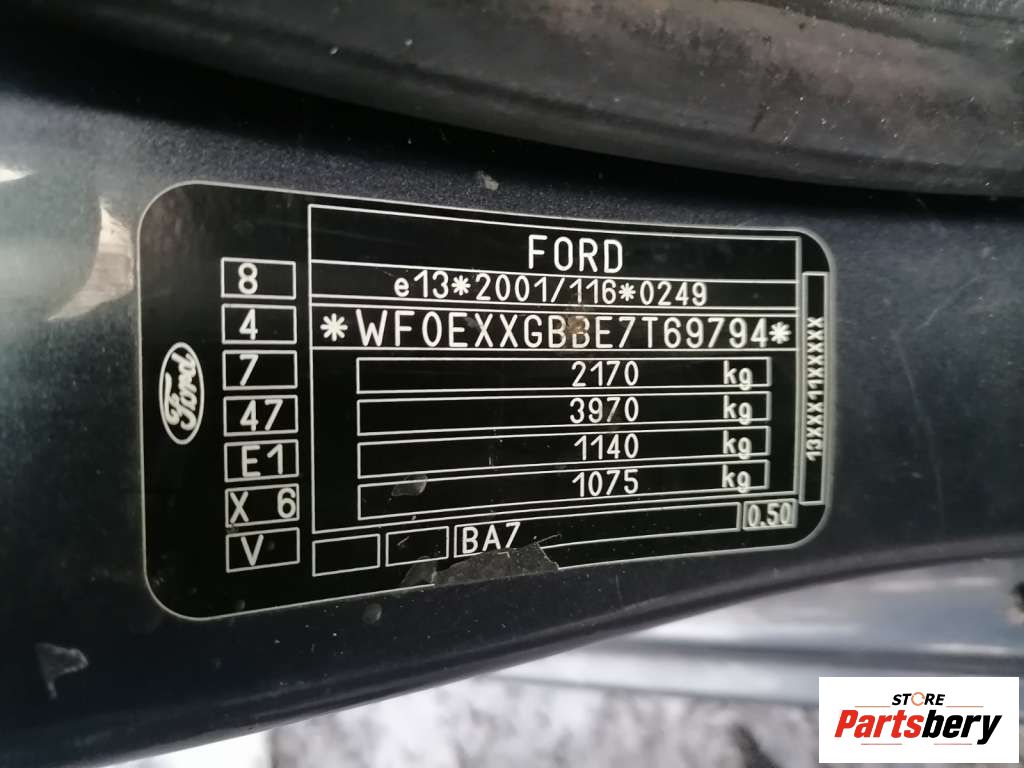 FORD
e13*2001/116*0249
*WF0EXXGBBE7T69794*
2170 kg
3970 kg
1140 kg
1075 kg
BA7
0.50
8
4
7
47
E1
X 6
V
Ford
13XXX11XXXXX
STORE
Partsbery